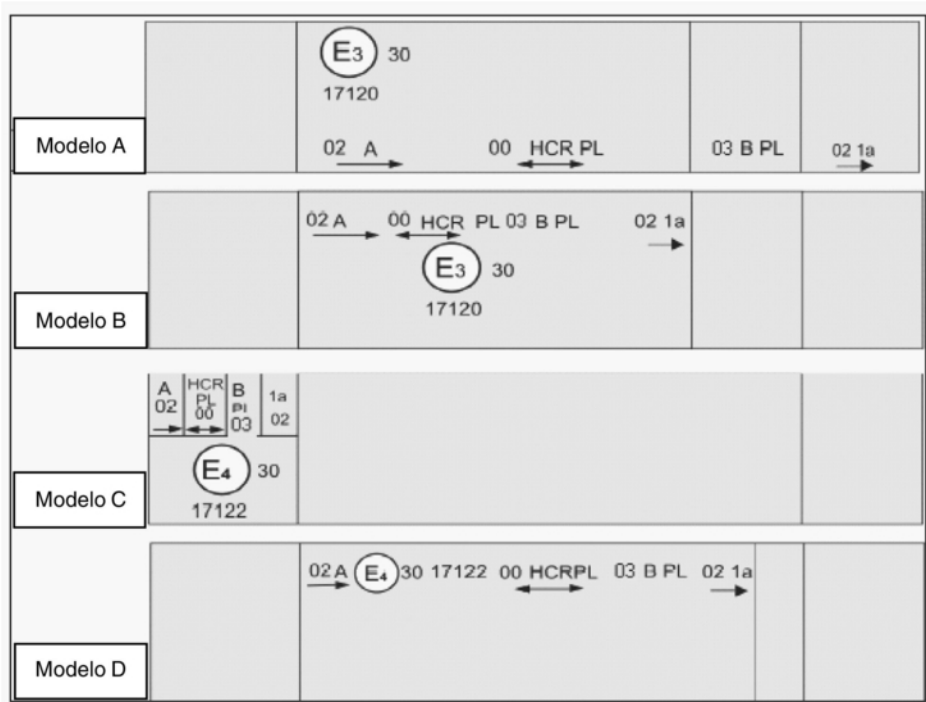 E3 30
17120
Modelo A
02 A 00 HCR PL 03 B PL 02 1a
02 A 00 HCR PL 03 B PL 02 1a
E3 30
17120
Modelo B
A HCR B 1a
02 PL PL 02
00 03
E4 30
17122
Modelo C
02 A E4 30 17122 00 HCRPL 03 B PL 02 1a
Modelo D